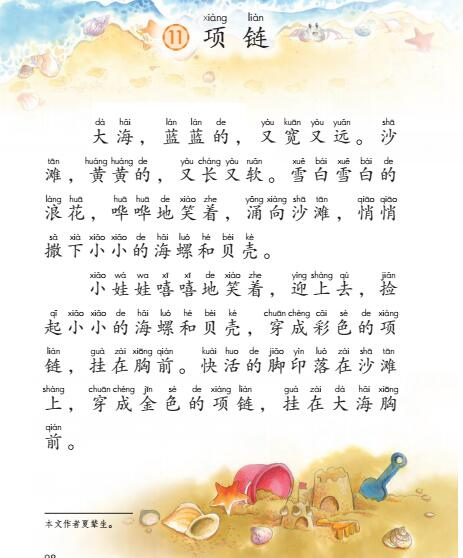 xiàng liàn
11 项链
dà hǎi lán lán de yòu kuān yòu yuǎn shā
大海，蓝蓝的，又宽又远。沙
tān huáng huáng de yòu cháng yòu ruǎn xuě bái xuě bái de
滩，黄黄的，又长又软。雪白雪白的
làng huā huā huā de xiào zhe yǒng xiàng shā tān qiāo qiāo
浪花，哗哗地笑着，涌向沙滩，悄悄
sǎ xià xiǎo xiǎo de hǎi luó hé bèi ké
撒下小小的海螺和贝壳。
xiǎo wá wa xī xī de xiào zhe yíng shàng qù jiǎn
小娃娃嘻嘻地笑着，迎上去，捡
qǐ xiǎo xiǎo de hǎi luó hé bèi ké chuān chéng cǎi sè de xiàng
起小小的海螺和贝壳，穿成彩色的项
liàn guà zài xiōng qián kuài huo de jiǎo yìn luò zài shā tān
链，挂在胸前。快活的脚印落在沙滩
shàng chuān chéng jīn sè de xiàng liàn guà zài dà hǎi xiōng
上，穿成金色的项链，挂在大海胸
qián
前。
本文作者夏辇生。